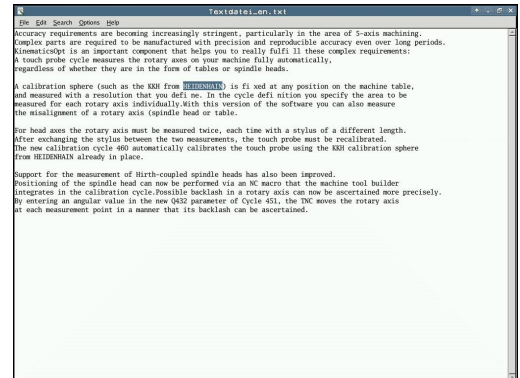 Textdatei_en.txt
File Edit Search Options Help
Accuracy requirements are becoming increasingly stringent, particularly in the area of 5-axis machining.
Complex parts are required to be manufactured with precision and reproducible accuracy even over long periods.
KinematicsOpt is an important component that helps you to really fulfi ll these complex requirements:
A touch probe cycle measures the rotary axes on your machine fully automatically,
regardless of whether they are in the form of tables or spindle heads.
A calibration sphere (such as the KKH from HEIDENHAIN) is fi xed at any position on the machine table,
and measured with a resolution that you defi ne. In the cycle defi nition you specify the area to be
measured for each rotary axis individually.With this version of the software you can also measure
the misalignment of a rotary axis (spindle head or table.
For head axes the rotary axis must be measured twice, each time with a stylus of a different length.
After exchanging the stylus between the two measurements, the touch probe must be recalibrated.
The new calibration cycle 460 automatically calibrates the touch probe using the KKH calibration sphere
from HEIDENHAIN already in place.
Support for the measurement of Hirth-coupled spindle heads has also been improved.
Positioning of the spindle head can now be performed via an NC macro that the machine tool builder
integrates in the calibration cycle.Possible backlash in a rotary axis can now be ascertained more precisely.
By entering an angular value in the new Q432 parameter of Cycle 451, the TNC moves the rotary axis
at each measurement point in a manner that its backlash can be ascertained.